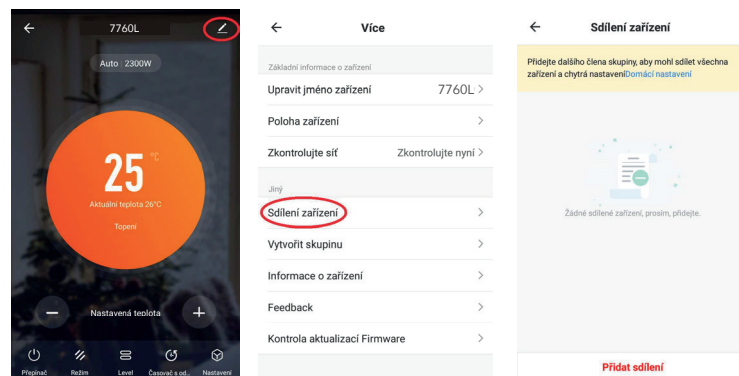 7760L
Auto | 2300W
25 °C
Aktuální teplota 26°C
Topení
Nastavená teplota
Přepínač Režim Level Časovač s od... Nastavení
Více
Základní informace o zařízení
Upravit jméno zařízení 7760L
Poloha zařízení
Zkontrolujte síť Zkontrolujte nyní
Jiný
Sdílení zařízení
Vytvořit skupinu
Informace o zařízení
Feedback
Kontrola aktualizací Firmware
Sdílení zařízení
Přidejte dalšího člena skupiny, aby mohl sdílet všechna
zařízení a chytrá nastaveníDomácí nastavení
Žádné sdílené zařízení, prosím, přidejte.
Přidat sdílení